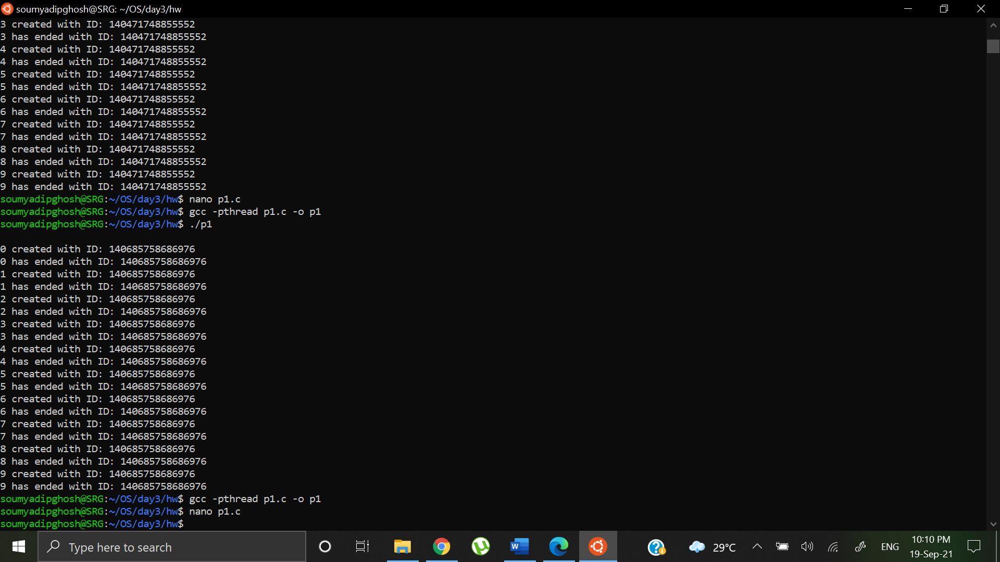 soumyadipghosh@SRG: ~/OS/day3/hw
3 created with ID: 140471748855552
3 has ended with ID: 140471748855552
4 created with ID: 140471748855552
4 has ended with ID: 140471748855552
5 created with ID: 140471748855552
5 has ended with ID: 140471748855552
6 created with ID: 140471748855552
6 has ended with ID: 140471748855552
7 created with ID: 140471748855552
7 has ended with ID: 140471748855552
8 created with ID: 140471748855552
8 has ended with ID: 140471748855552
9 created with ID: 140471748855552
9 has ended with ID: 140471748855552
soumyadipghosh@SRG:~/OS/day3/hw$ nano p1.c
soumyadipghosh@SRG:~/OS/day3/hw$ gcc -pthread p1.c -o p1
soumyadipghosh@SRG:~/OS/day3/hw$ ./p1
0 created with ID: 140685758686976
0 has ended with ID: 140685758686976
1 created with ID: 140685758686976
1 has ended with ID: 140685758686976
2 created with ID: 140685758686976
2 has ended with ID: 140685758686976
3 created with ID: 140685758686976
3 has ended with ID: 140685758686976
4 created with ID: 140685758686976
4 has ended with ID: 140685758686976
5 created with ID: 140685758686976
5 has ended with ID: 140685758686976
6 created with ID: 140685758686976
6 has ended with ID: 140685758686976
7 created with ID: 140685758686976
7 has ended with ID: 140685758686976
8 created with ID: 140685758686976
8 has ended with ID: 140685758686976
9 created with ID: 140685758686976
9 has ended with ID: 140685758686976
soumyadipghosh@SRG:~/OS/day3/hw$ gcc -pthread p1.c -o p1
soumyadipghosh@SRG:~/OS/day3/hw$ nano p1.c
soumyadipghosh@SRG:~/OS/day3/hw$
Type here to search
29°C
ENG
10:10 PM
19-Sep-21